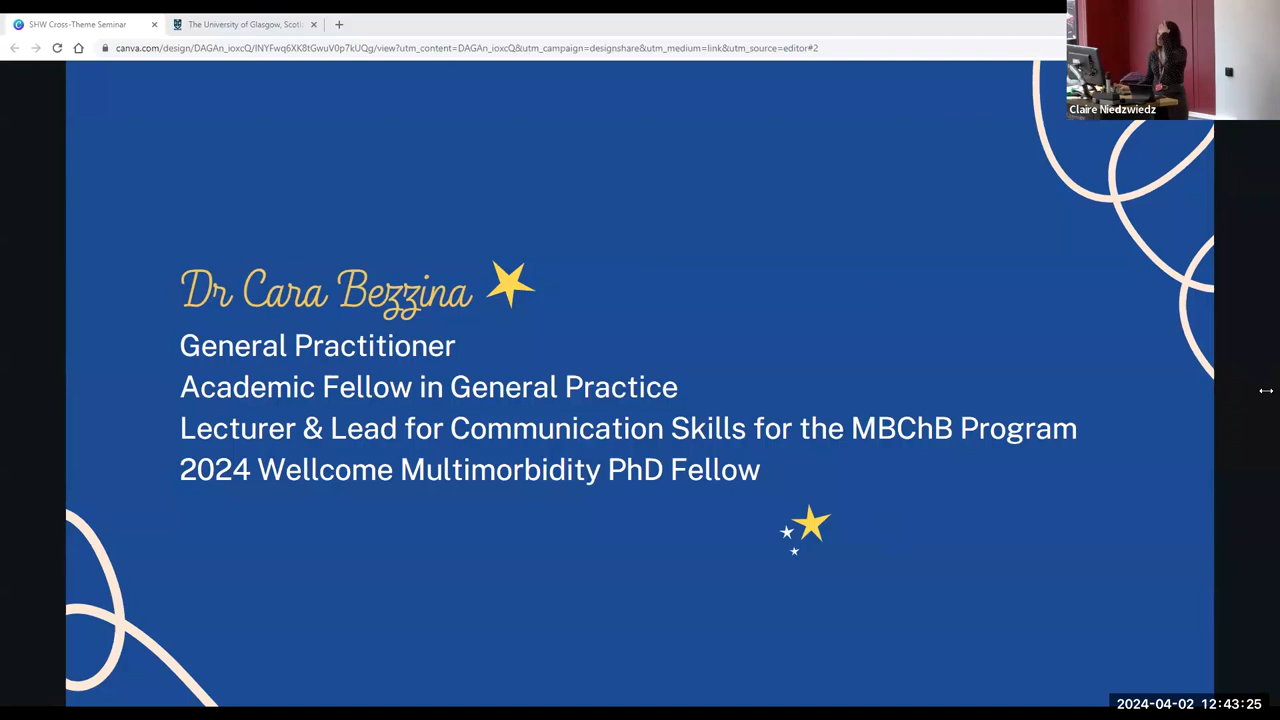 SHW Cross-Theme Seminar
The University of Glasgow, Scotl
canva.com/design/DAGAn_ioxcQ/lNYFwq6XK8tGwuV0p7kUQg/view?utm_content=DAGAn_ioxcQ&utm_campaign=designshare&utm_medium=link&utm_source=editor#2
Claire Niedzwiedz
Dr Cara Bezzina
General Practitioner
Academic Fellow in General Practice
Lecturer & Lead for Communication Skills for the MBChB Program
2024 Wellcome Multimorbidity PhD Fellow
2024-04-02 12:43:25